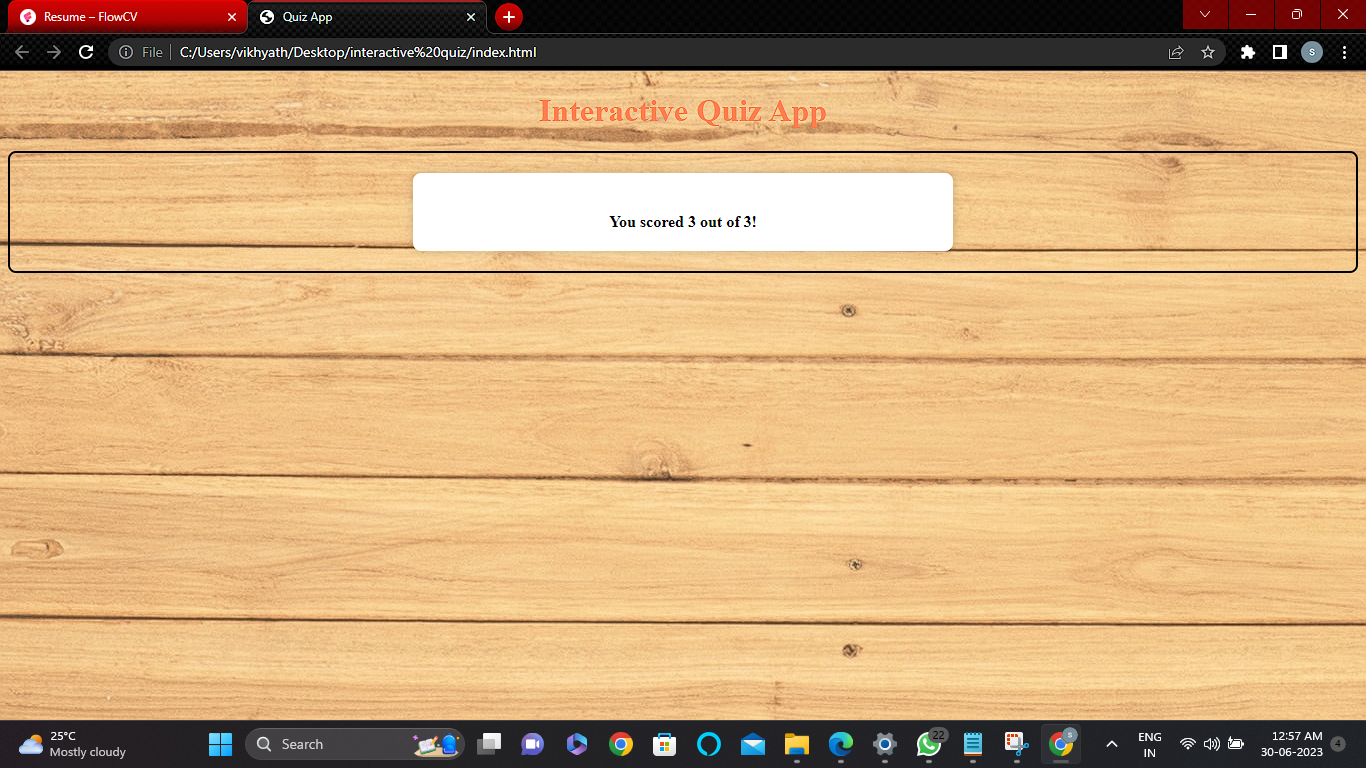 Resume – FlowCV
Quiz App
File
C:/Users/vikhyath/Desktop/interactive%20quiz/index.html
S
Interactive Quiz App
You scored 3 out of 3!
25°C
Mostly cloudy
Search
22
S
ENG
IN
12:57 AM
30-06-2023
4